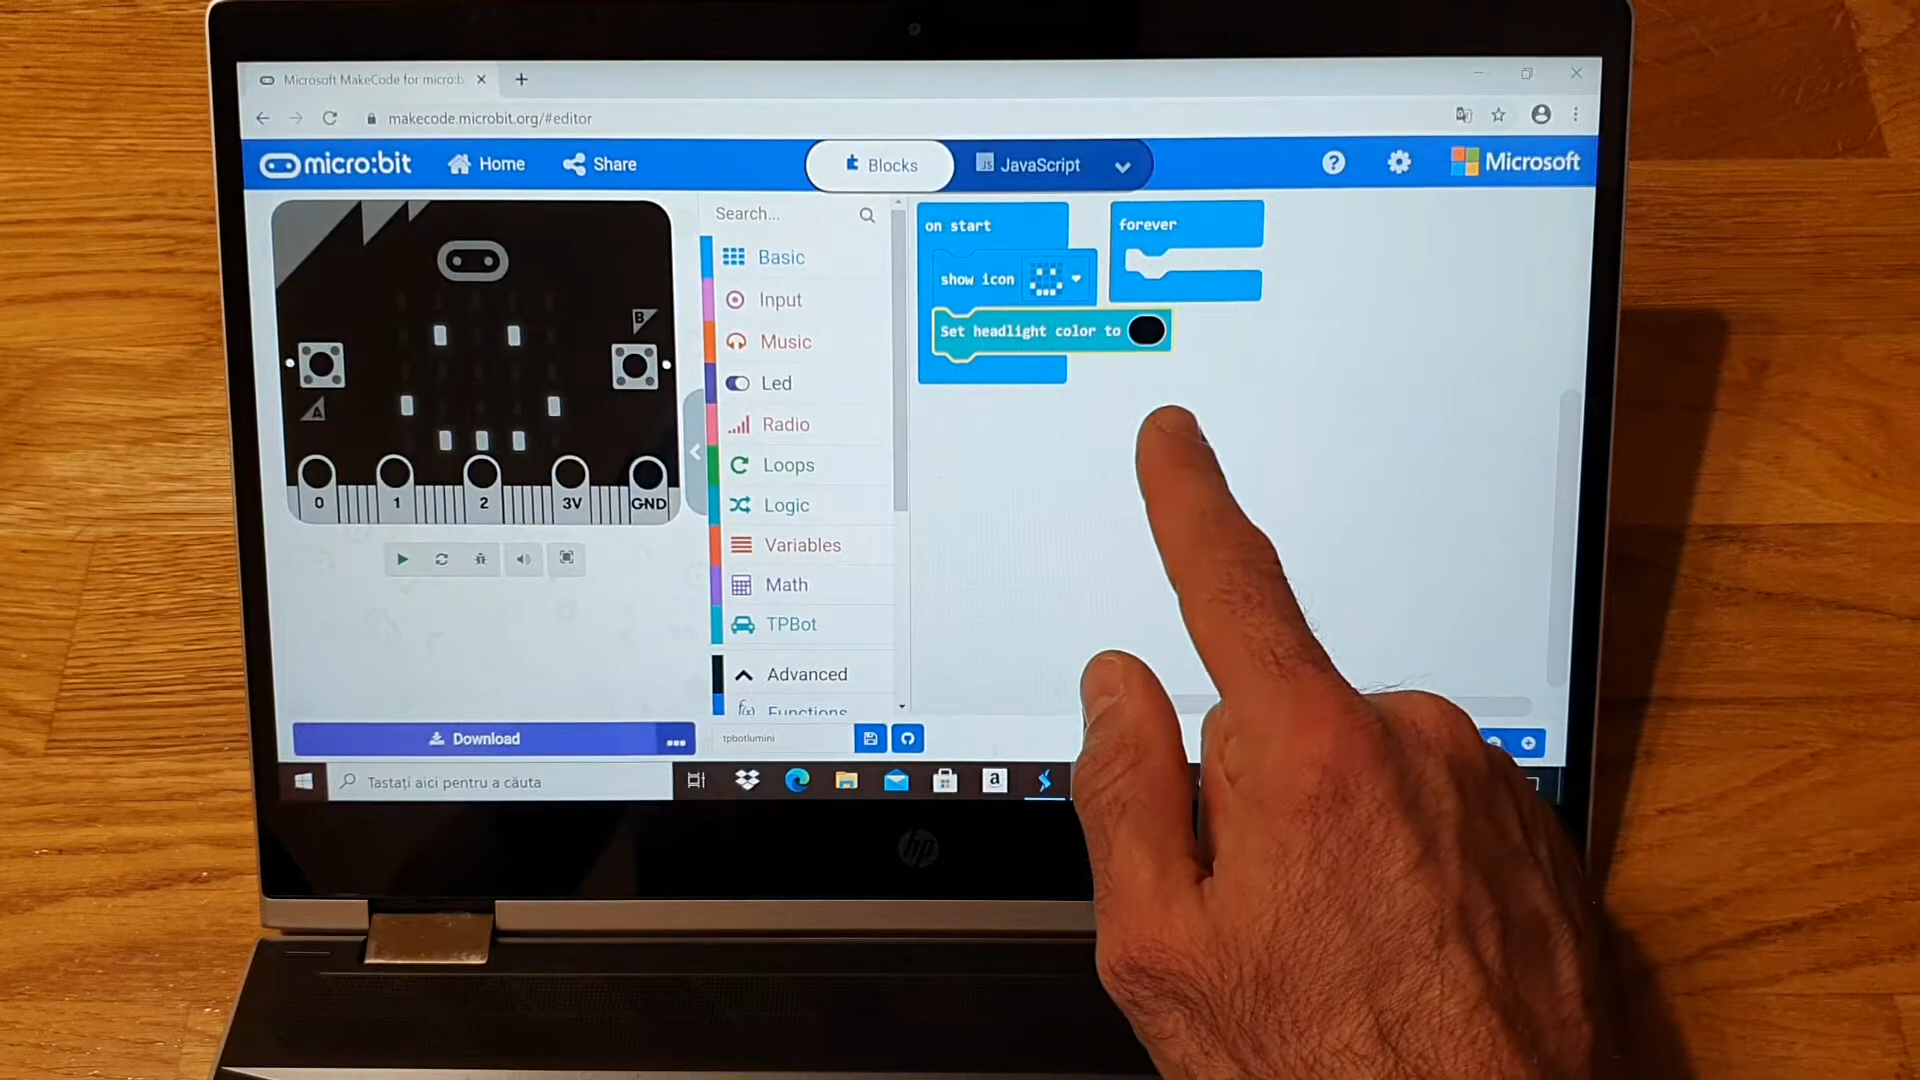 Microsoft MakeCode for micro:b
makecode.microbit.org/#editor
micro:bit
Home
Share
Blocks
JS
JavaScript
?
Microsoft
A
B
0
1
2
3V
GND
Search...
Basic
Input
Music
Led
Radio
Loops
Logic
Variables
Math
TPBot
Advanced
f(x) Functions
on start
show icon
Set headlight color to
forever
Download
...
tpbotlumini
Tastați aici pentru a căuta
a
hp